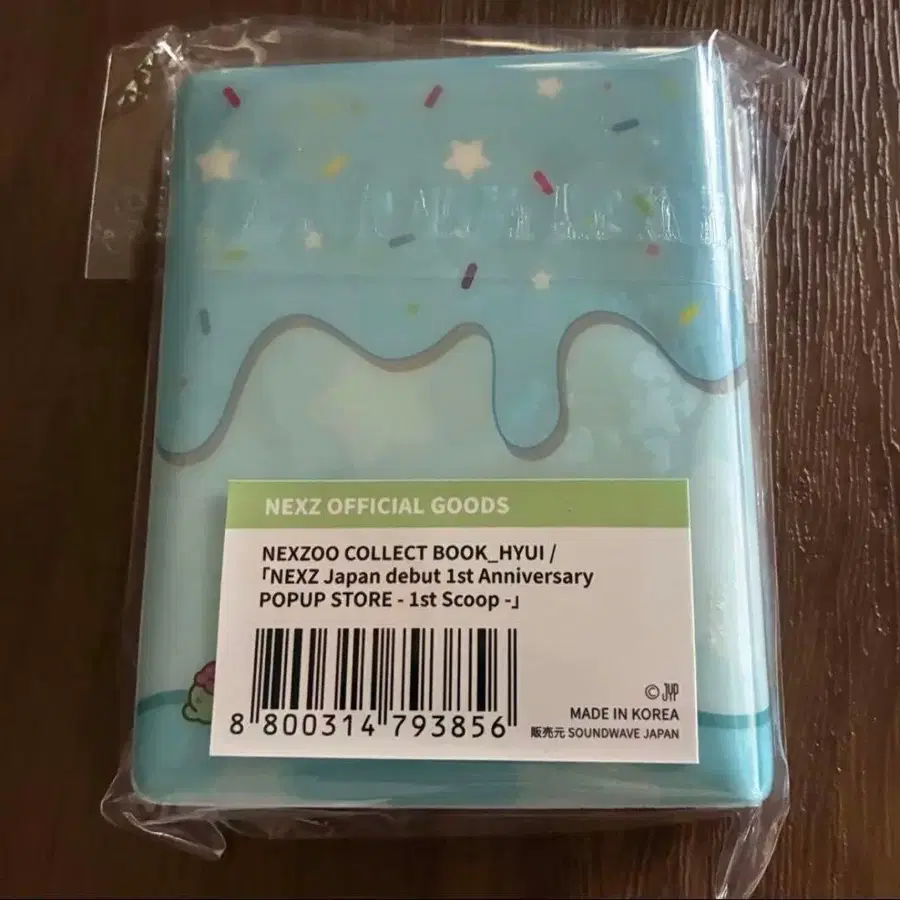 NEXZ OFFICIAL GOODS
NEXZOO COLLECT BOOK_HYUI /
「NEXZ Japan debut 1st Anniversary
POPUP STORE - 1st Scoop -」
8 800314 793856
© JYP
MADE IN KOREA
販売元 SOUNDWAVE JAPAN